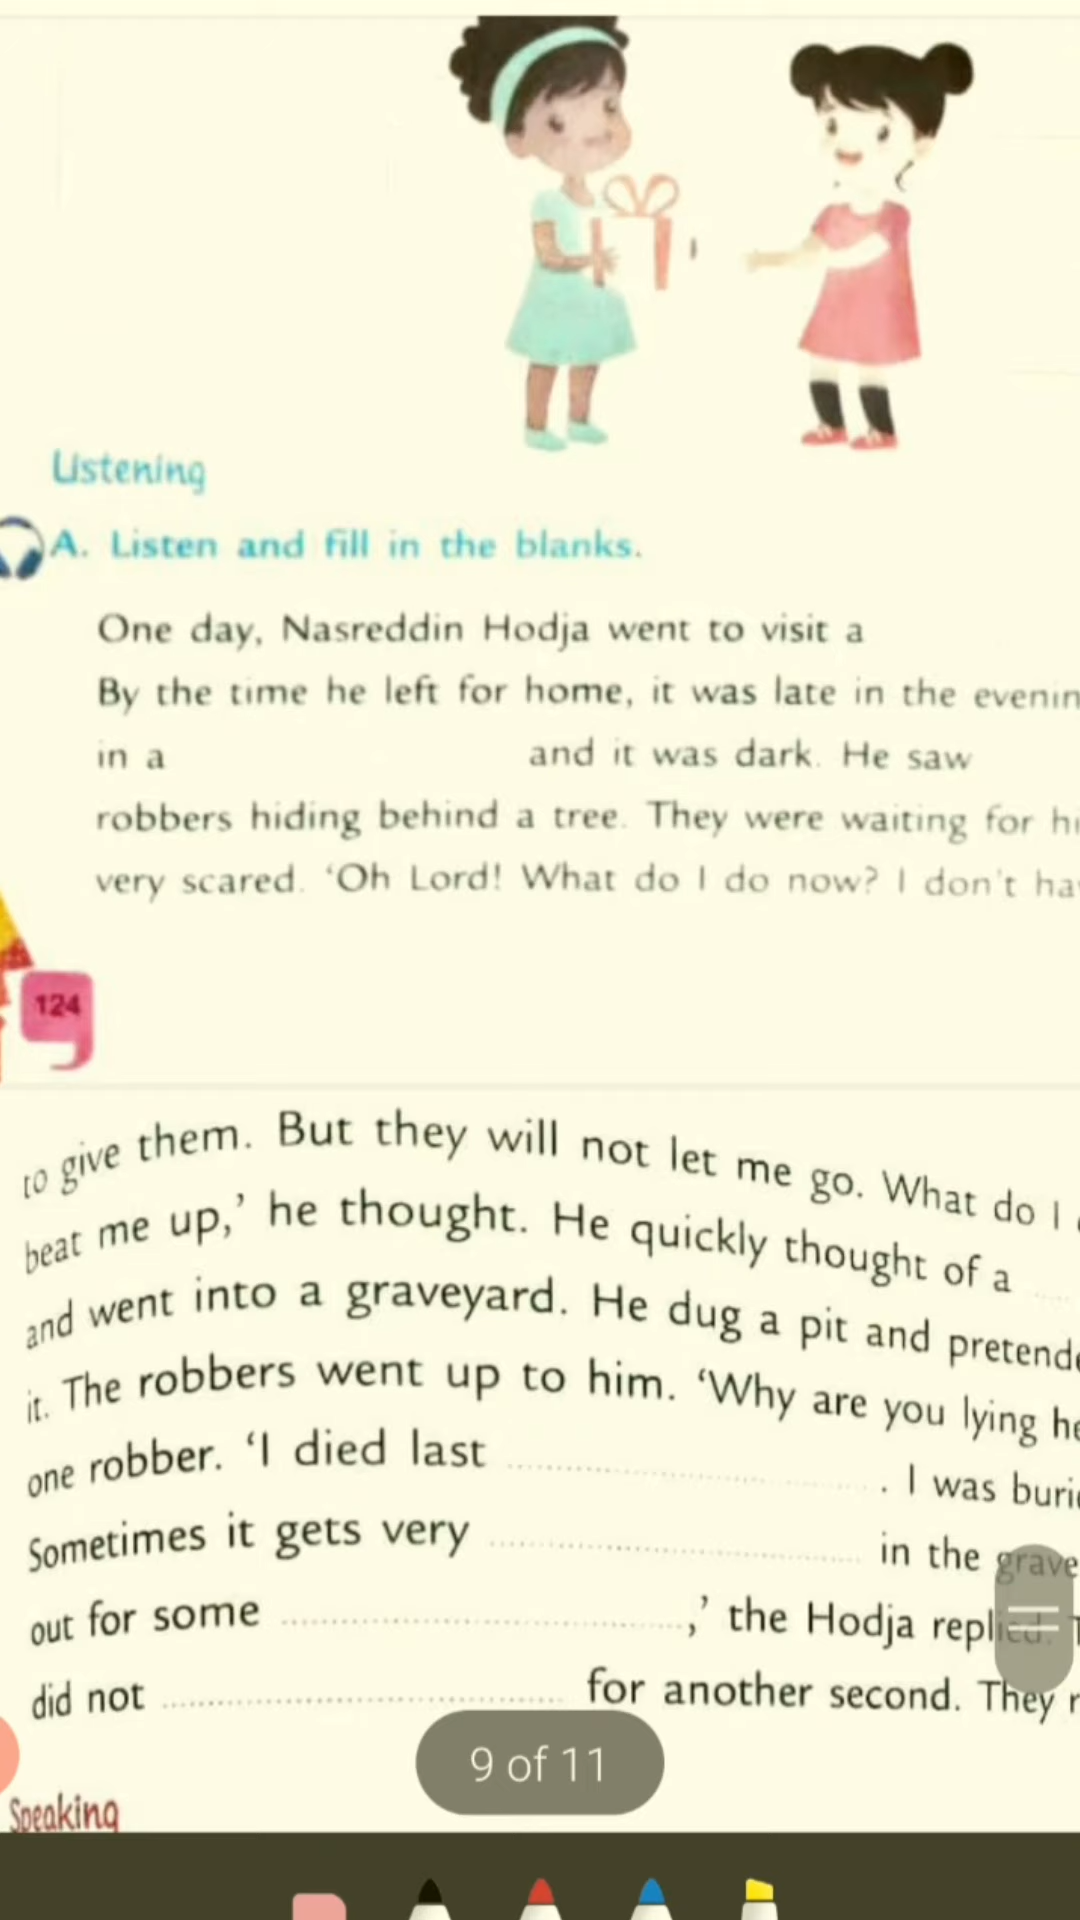 Listening
A. Listen and fill in the blanks.
One day, Nasreddin Hodja went to visit a
By the time he left for home, it was late in the evenin
in a and it was dark. He saw
robbers hiding behind a tree. They were waiting for hi
very scared. ‘Oh Lord! What do I do now? I don't ha
124
to give them. But they will not let me go. What do I
beat me up,’ he thought. He quickly thought of a
and went into a graveyard. He dug a pit and pretende
it. The robbers went up to him. ‘Why are you lying he
one robber. ‘I died last ........................ . I was burie
Sometimes it gets very ........................ in the grave
out for some ........................ ,’ the Hodja replied. T
did not ........................ for another second. They r
9 of 11
Speaking